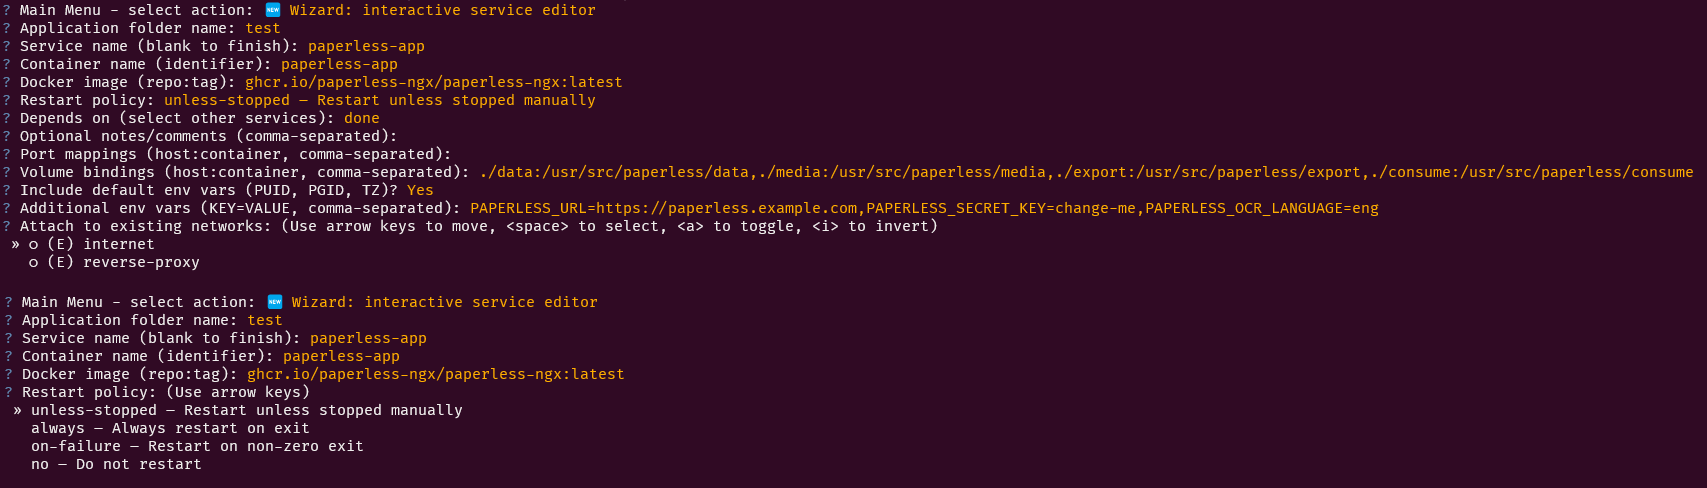 ? Main Menu - select action: 🆕 Wizard: interactive service editor
? Application folder name: test
? Service name (blank to finish): paperless-app
? Container name (identifier): paperless-app
? Docker image (repo:tag): ghcr.io/paperless-ngx/paperless-ngx:latest
? Restart policy: unless-stopped — Restart unless stopped manually
? Depends on (select other services): done
? Optional notes/comments (comma-separated):
? Port mappings (host:container, comma-separated):
? Volume bindings (host:container, comma-separated): ./data:/usr/src/paperless/data,./media:/usr/src/paperless/media,./export:/usr/src/paperless/export,./consume:/usr/src/paperless/consume
? Include default env vars (PUID, PGID, TZ)? Yes
? Additional env vars (KEY=VALUE, comma-separated): PAPERLESS_URL=https://paperless.example.com,PAPERLESS_SECRET_KEY=change-me,PAPERLESS_OCR_LANGUAGE=eng
? Attach to existing networks: (Use arrow keys to move, <space> to select, <a> to toggle, <i> to invert)
» ○ (E) internet
○ (E) reverse-proxy
? Main Menu - select action: 🆕 Wizard: interactive service editor
? Application folder name: test
? Service name (blank to finish): paperless-app
? Container name (identifier): paperless-app
? Docker image (repo:tag): ghcr.io/paperless-ngx/paperless-ngx:latest
? Restart policy: (Use arrow keys)
» unless-stopped — Restart unless stopped manually
always — Always restart on exit
on-failure — Restart on non-zero exit
no — Do not restart